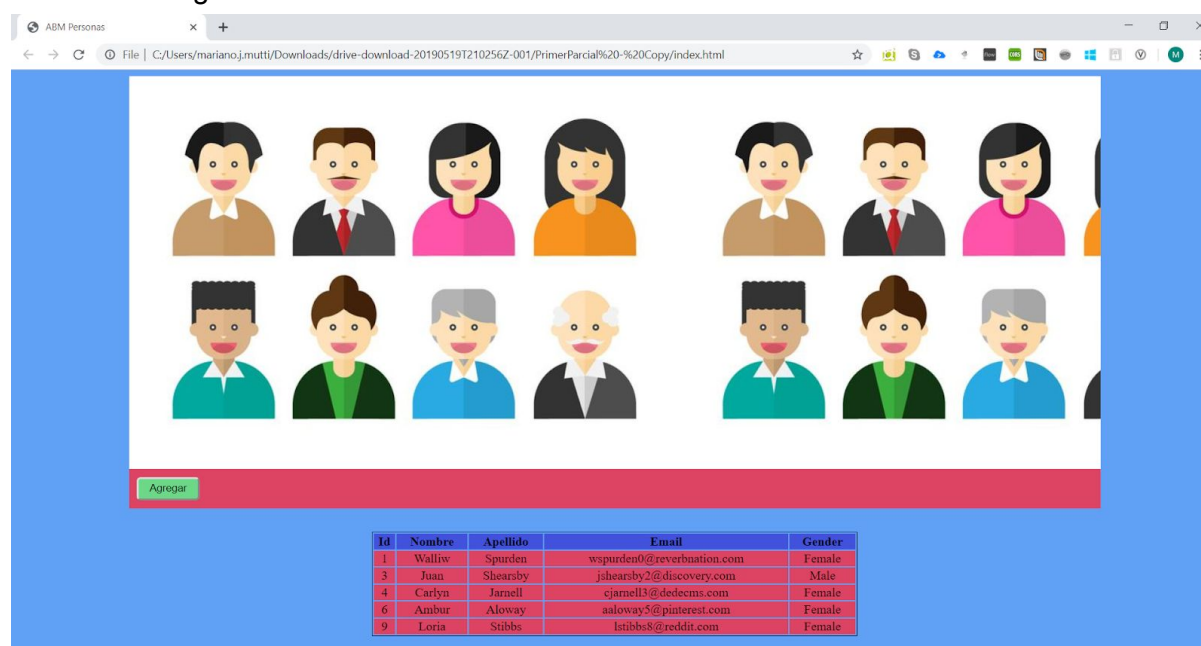 ABM Personas
File | C:/Users/mariano.j.mutti/Downloads/drive-download-20190519T210256Z-001/PrimerParcial%20-%20Copy/index.html
Agregar
Id Nombre Apellido Email Gender
1 Walliw Spurden wspurden0@reverbnation.com Female
3 Juan Shearsby jshearsby2@discovery.com Male
4 Carlyn Jarnell cjarnell3@dedecms.com Female
6 Ambur Aloway aaloway5@pinterest.com Female
9 Loria Stibbs lstibbs8@reddit.com Female